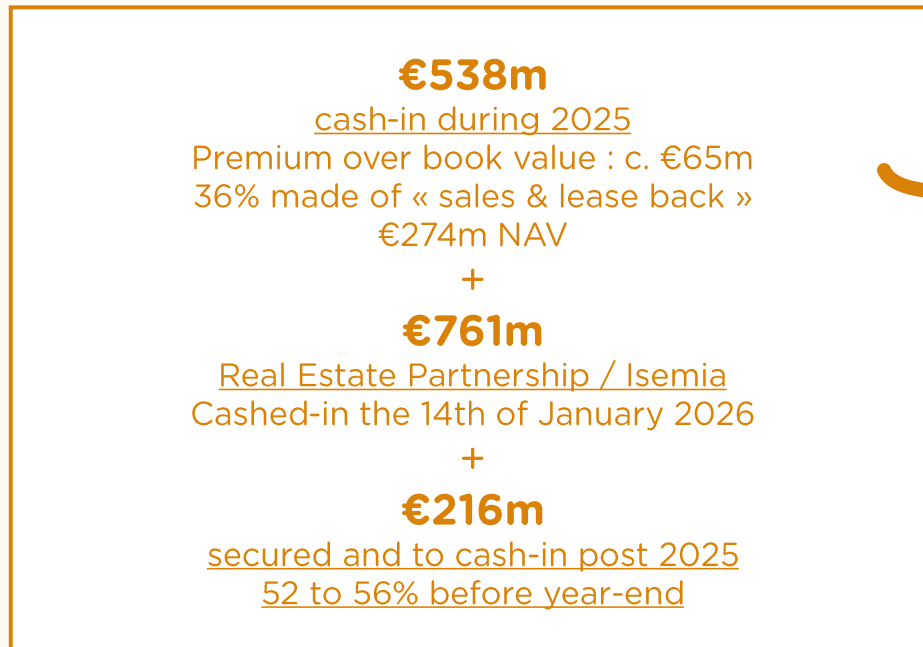 €538m
cash-in during 2025
Premium over book value : c. €65m
36% made of « sales & lease back »
€274m NAV
+
€761m
Real Estate Partnership / Isemia
Cashed-in the 14th of January 2026
+
€216m
secured and to cash-in post 2025
52 to 56% before year-end